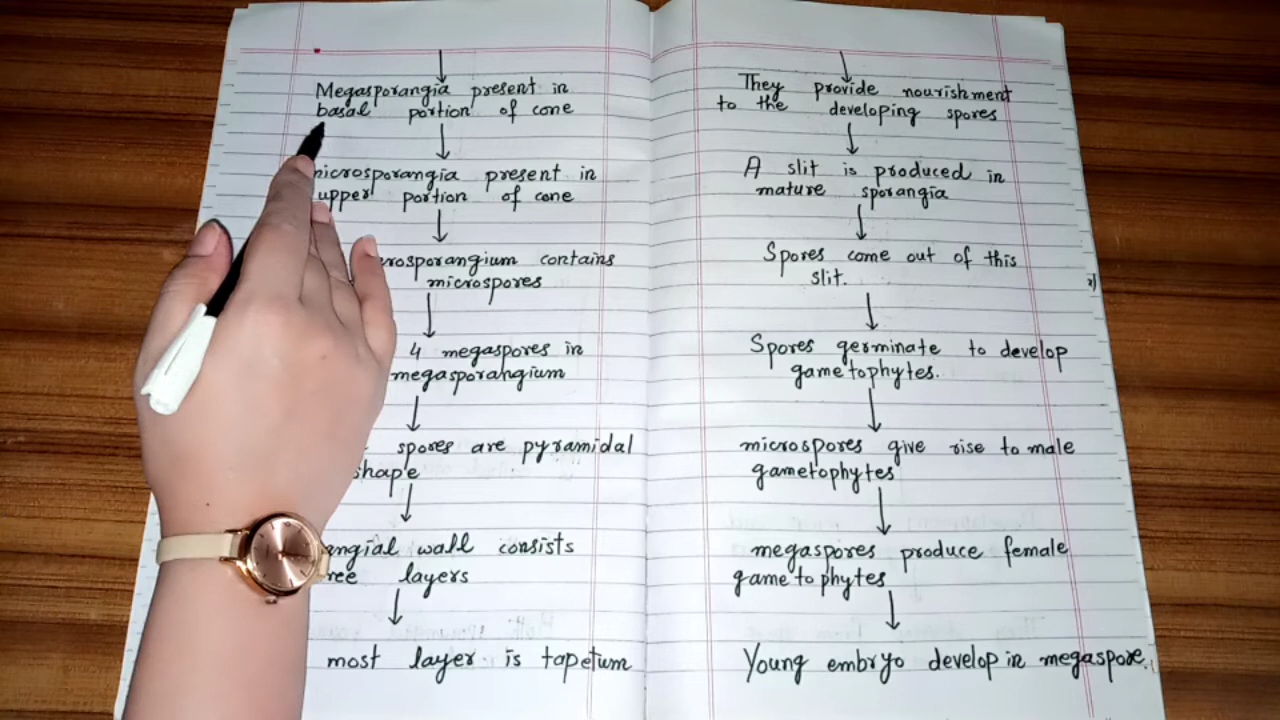 Megasporangia present in
basal portion of cone
microsporangia present in
upper portion of cone
contains
microspores
4 megaspores in
megasporangium
spores are pyramidal
shape
wall consists
layers
most layer is tapetum
They provide nourishment
to the developing spores
A slit is produced in
mature sporangia
Spores come out of this
slit.
Spores germinate to develop
gametophytes.
microspores give rise to male
gametophytes
megaspores produce female
gametophytes
Young embryo develop in megaspore.